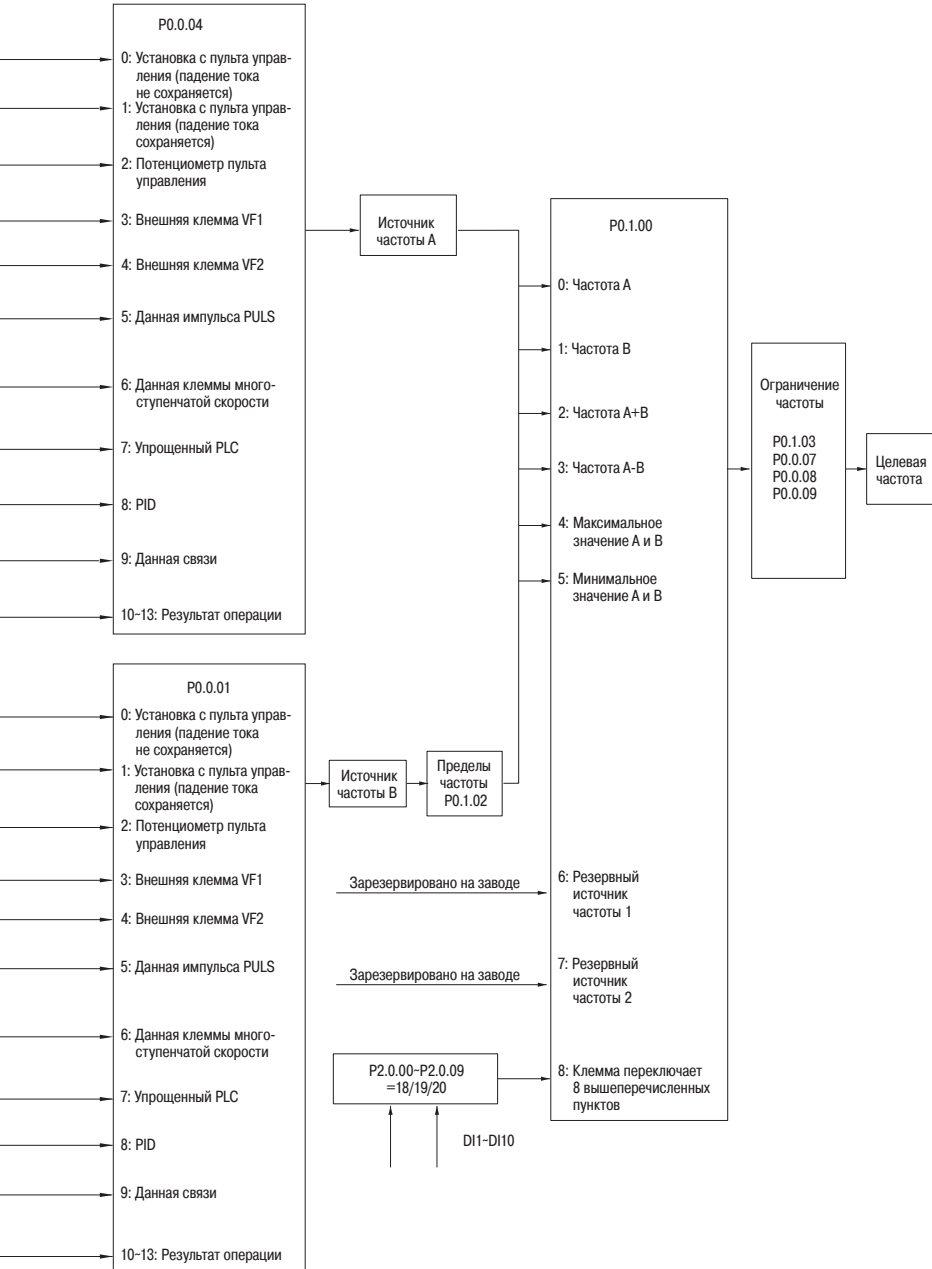 P0.0.04
0: Установка с пульта управ-
ления (падение тока
не сохраняется)
1: Установка с пульта управ-
ления (падение тока
сохраняется)
2: Потенциометр пульта
управления
3: Внешняя клемма VF1
4: Внешняя клемма VF2
5: Данная импульса PULS
6: Данная клеммы много-
ступенчатой скорости
7: Упрощенный PLC
8: PID
9: Данная связи
10~13: Результат операции
Источник
частоты А
P0.0.01
0: Установка с пульта управ-
ления (падение тока
не сохраняется)
1: Установка с пульта управ-
ления (падение тока
сохраняется)
2: Потенциометр пульта
управления
3: Внешняя клемма VF1
4: Внешняя клемма VF2
5: Данная импульса PULS
6: Данная клеммы много-
ступенчатой скорости
7: Упрощенный PLC
8: PID
9: Данная связи
10~13: Результат операции
Источник
частоты В
Пределы
частоты
P0.1.02
Зарезервировано на заводе
Зарезервировано на заводе
P2.0.00~P2.0.09
=18/19/20
DI1~DI10
P0.1.00
0: Частота А
1: Частота В
2: Частота А+В
3: Частота А-В
4: Максимальное
значение А и В
5: Минимальное
значение А и В
6: Резервный
источник
частоты 1
7: Резервный
источник
частоты 2
8: Клемма переключает
8 вышеперечисленных
пунктов
Ограничение
частоты
P0.1.03
P0.0.07
P0.0.08
P0.0.09
Целевая
частота